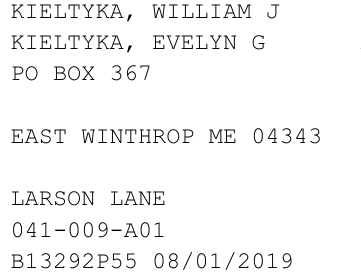 KIELTYKA, WILLIAM J
KIELTYKA, EVELYN G
PO BOX 367
EAST WINTHROP ME 04343
LARSON LANE
041-009-A01
B13292P55 08/01/2019